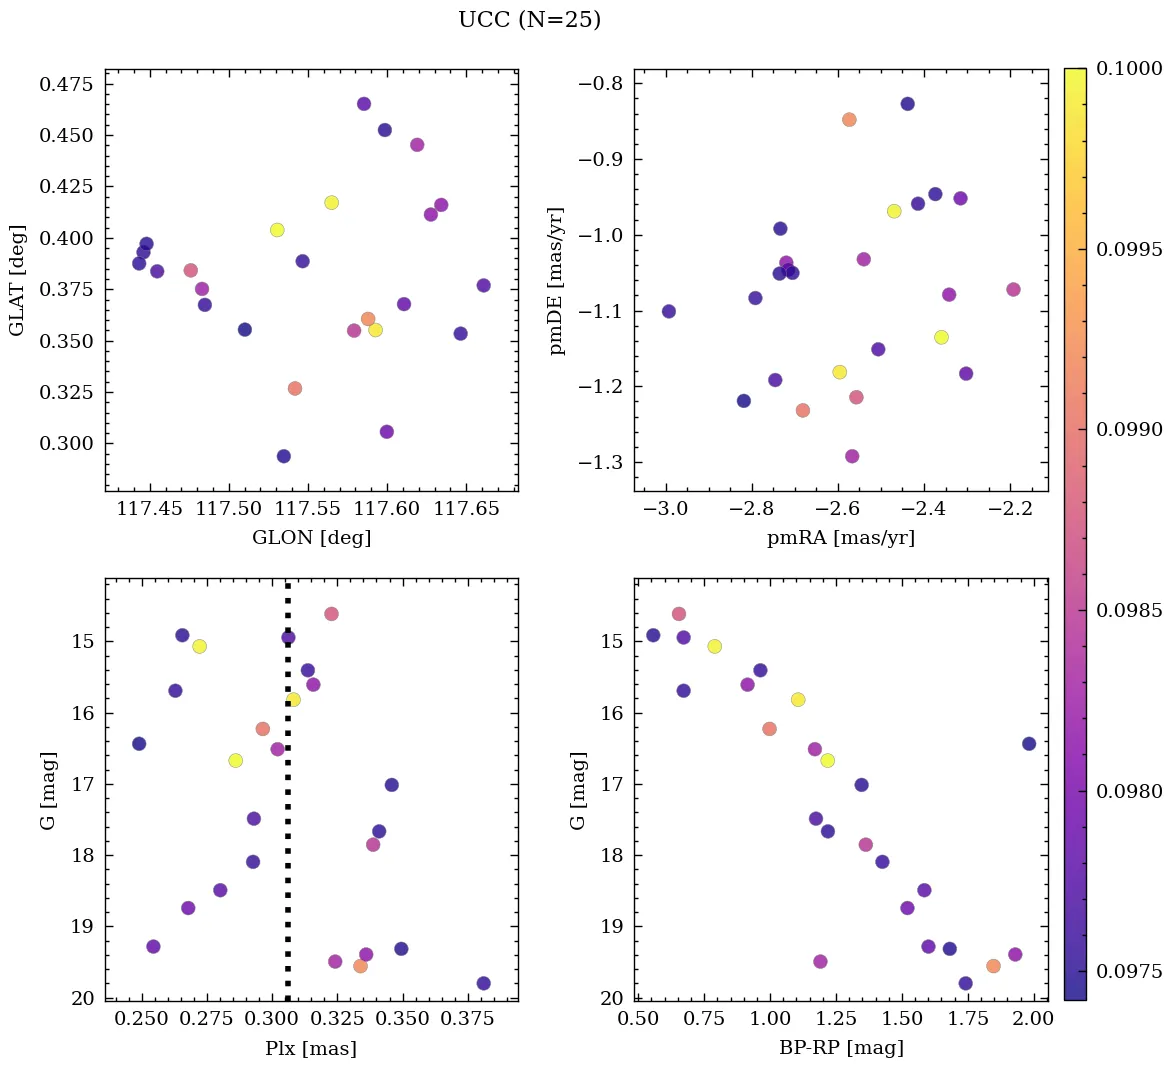 UCC (N=25)
0.475
0.450
0.425
0.400
0.375
0.350
0.325
0.300
GLAT [deg]
117.45 117.50 117.55 117.60 117.65
GLON [deg]
−0.8
−0.9
−1.0
−1.1
−1.2
−1.3
pmDE [mas/yr]
−3.0 −2.8 −2.6 −2.4 −2.2
pmRA [mas/yr]
0.1000
0.0995
0.0990
0.0985
0.0980
0.0975
15
16
17
18
19
20
G [mag]
0.250 0.275 0.300 0.325 0.350 0.375
Plx [mas]
15
16
17
18
19
20
G [mag]
0.50 0.75 1.00 1.25 1.50 1.75 2.00
BP-RP [mag]